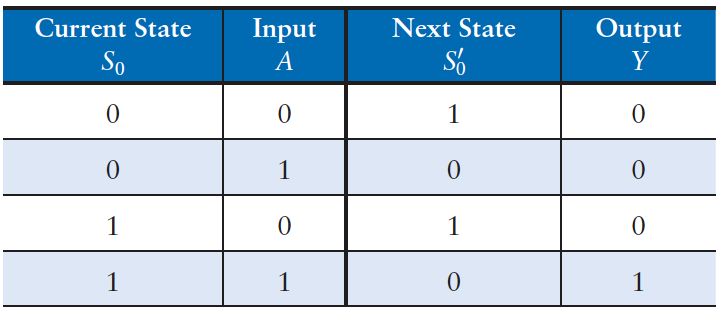 Current State Input Next State Output
S₀ A S₀′ Y
0 0 1 0
0 1 0 0
1 0 1 0
1 1 0 1